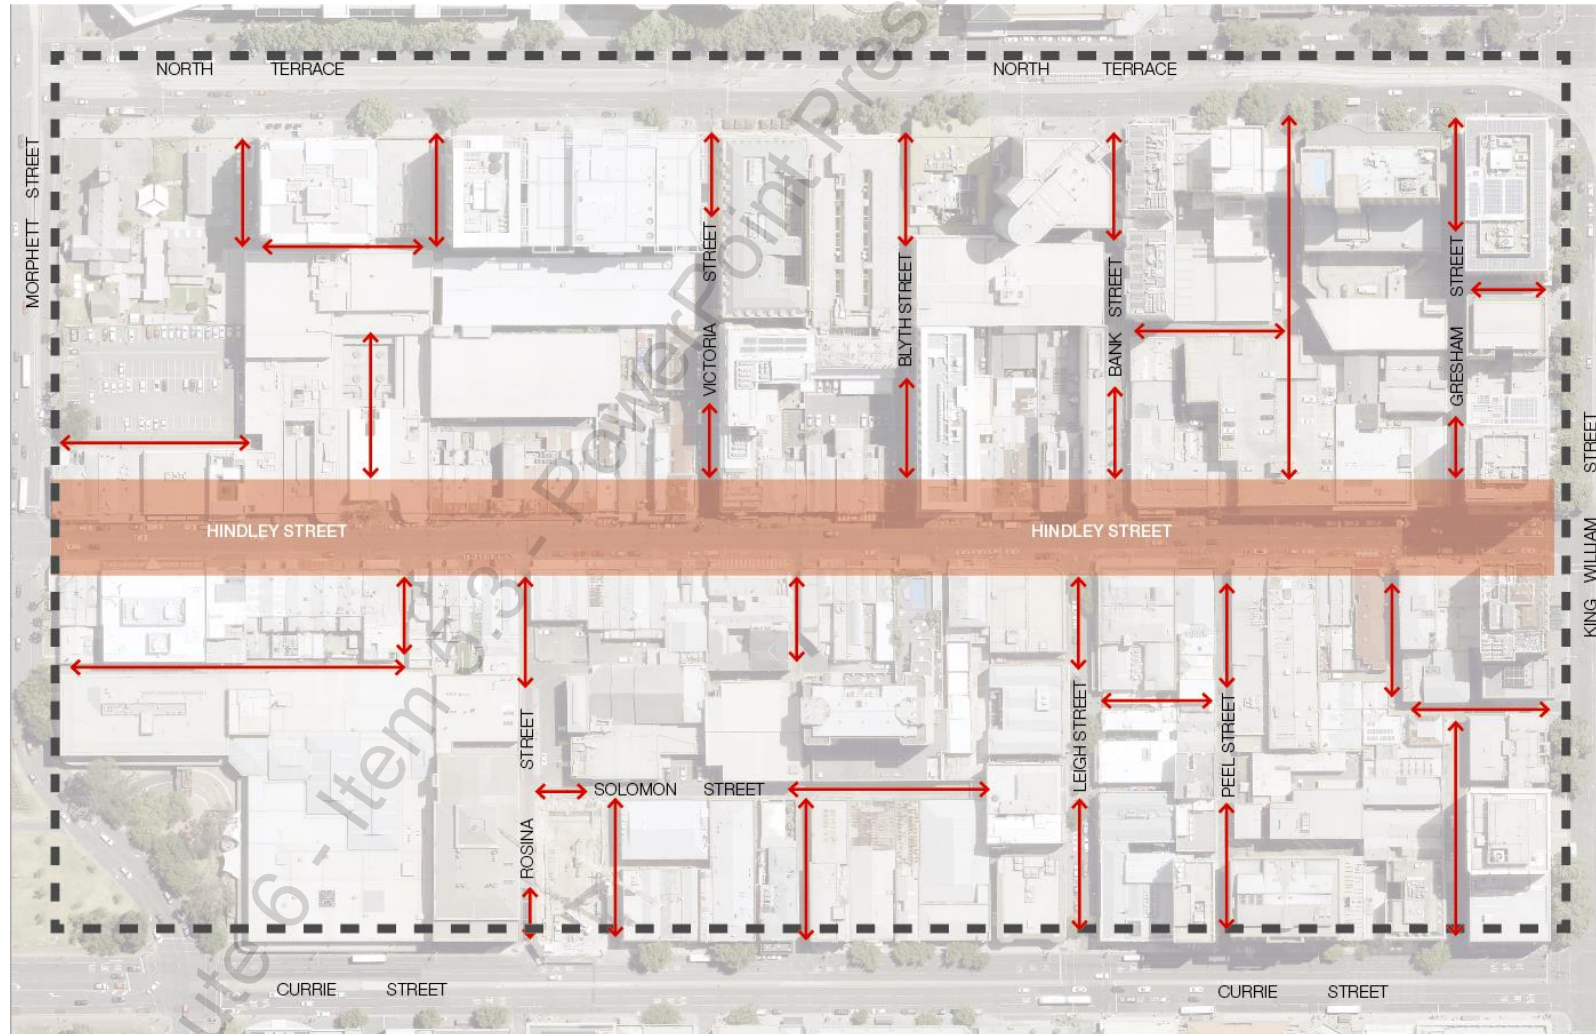 NORTH TERRACE
NORTH TERRACE
MORPHETT STREET
VICTORIA STREET
BLYTH STREET
BANK STREET
GRESHAM STREET
KING WILLIAM STREET
HINDLEY STREET
HINDLEY STREET
ROSINA STREET
SOLOMON STREET
LEIGH STREET
PEEL STREET
CURRIE STREET
CURRIE STREET
6 - Item 5.3 - PowerPoint